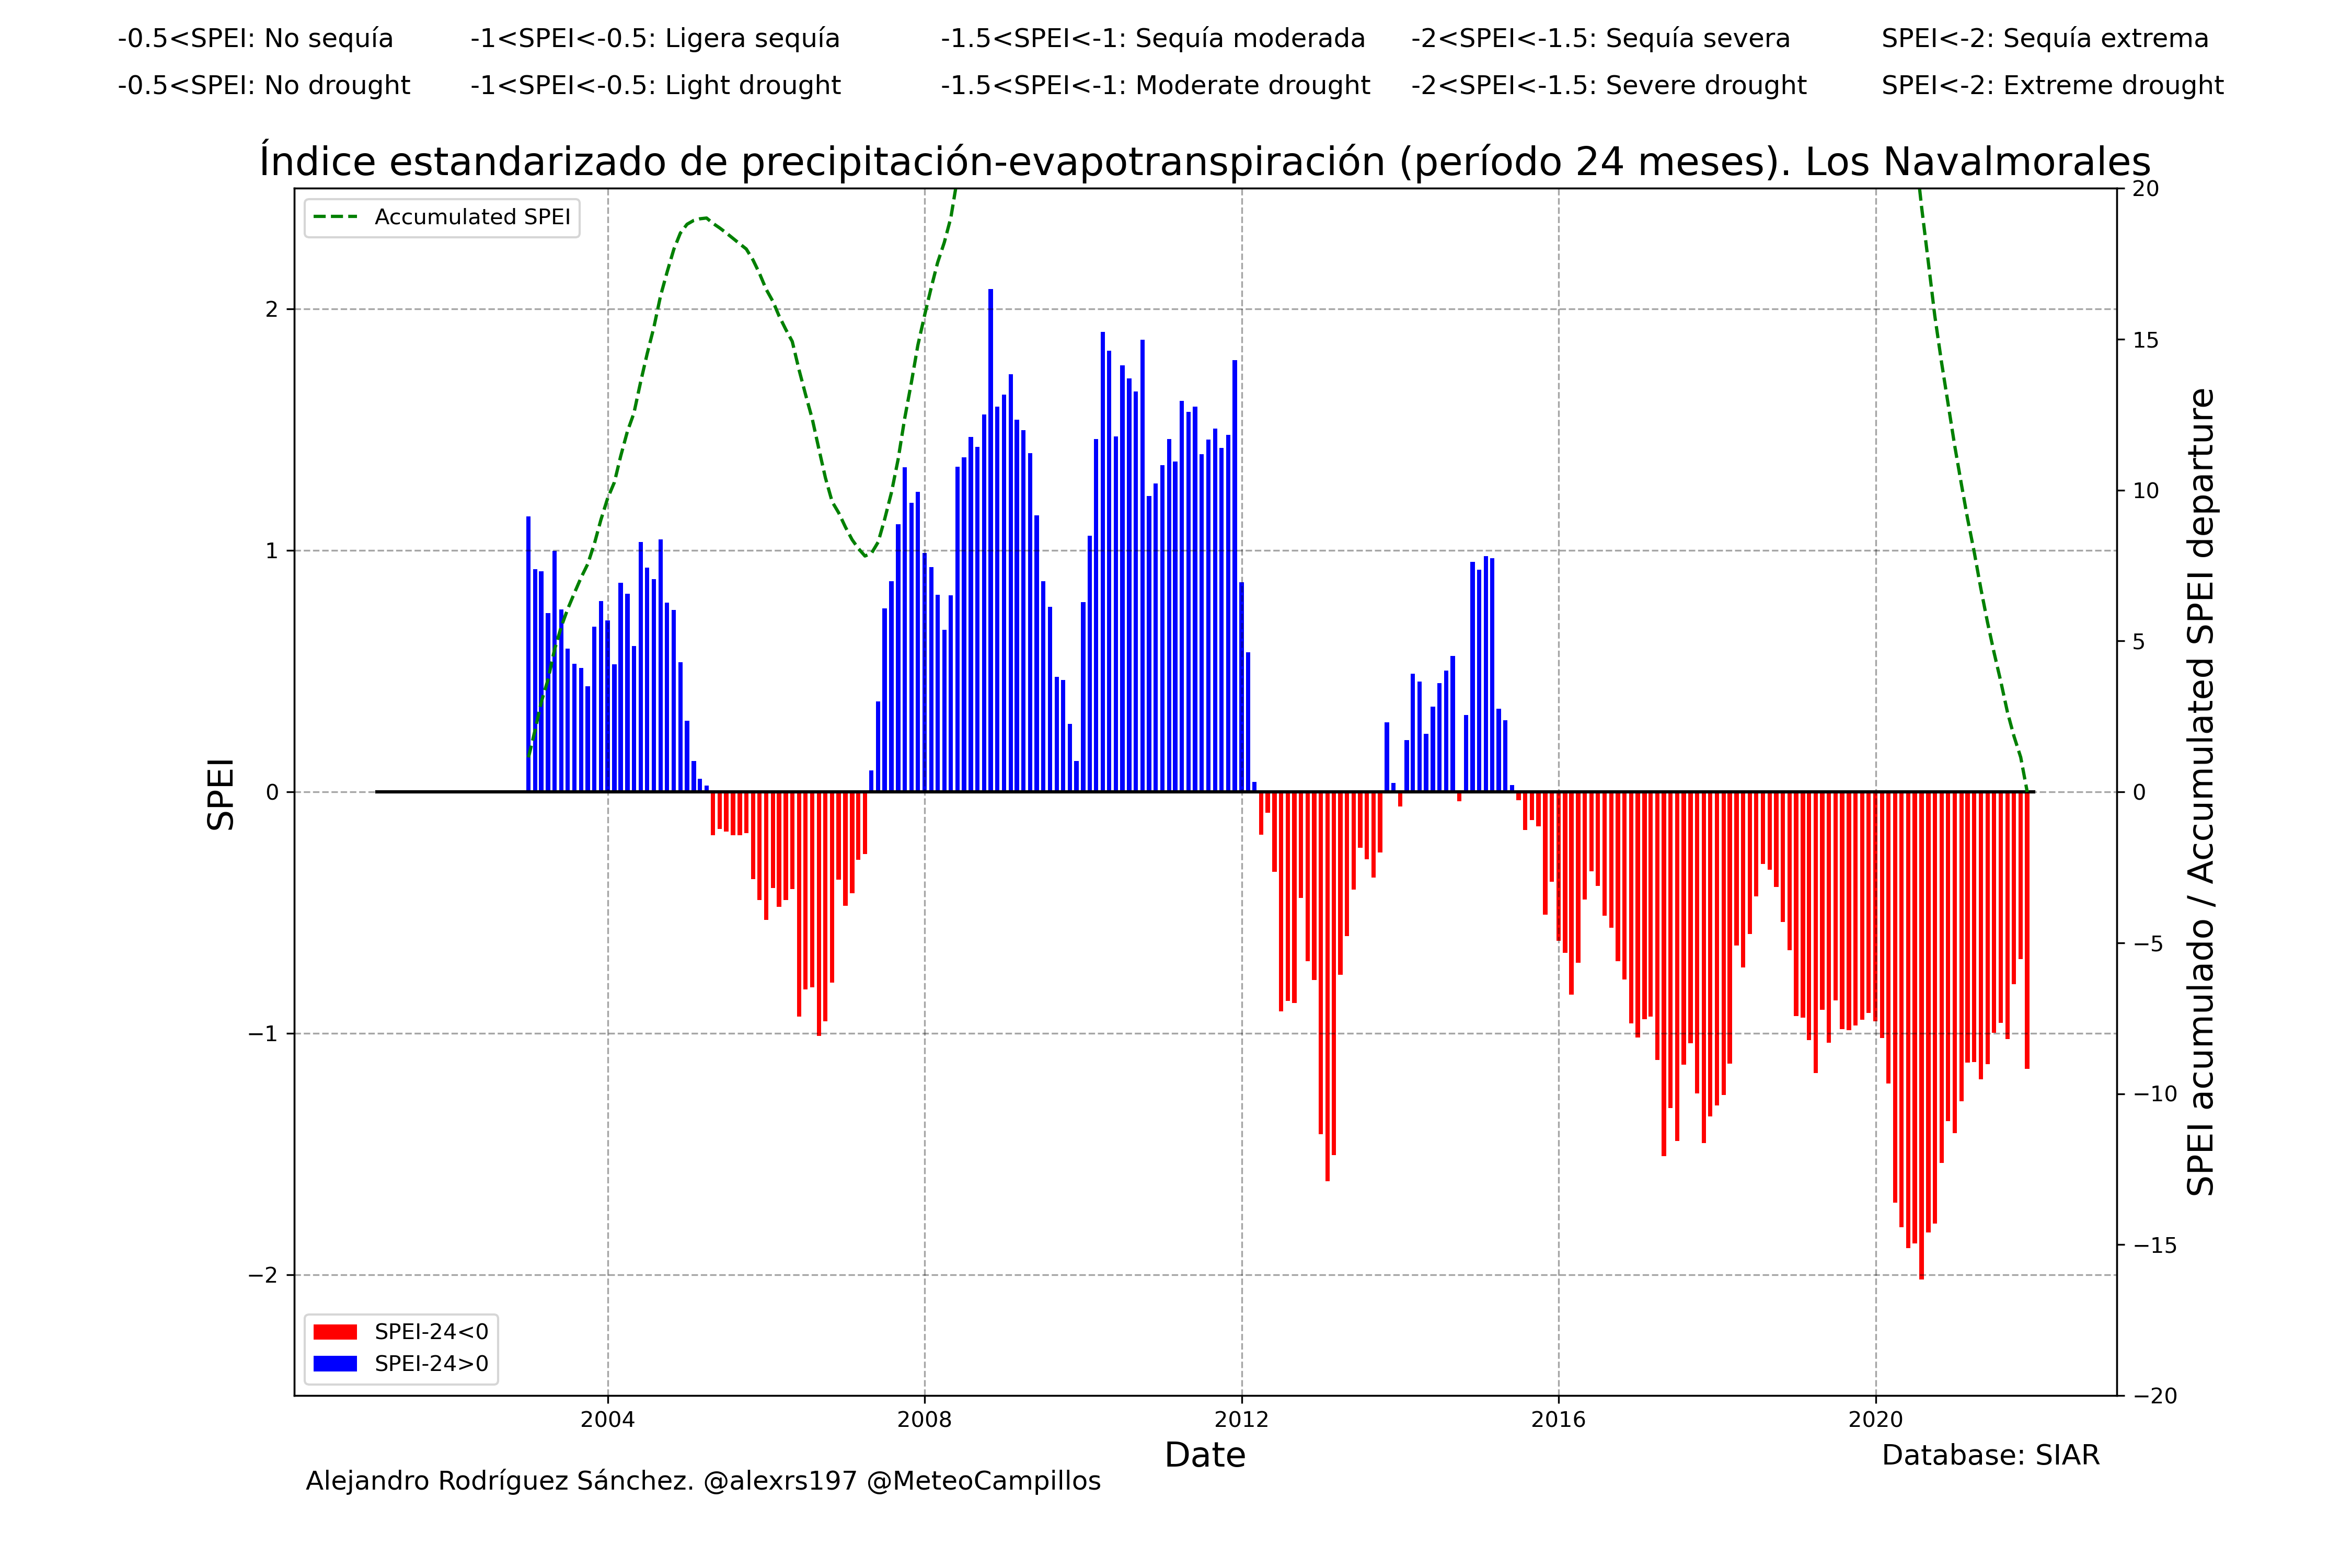 -0.5<SPEI: No sequía -1<SPEI<-0.5: Ligera sequía -1.5<SPEI<-1: Sequía moderada -2<SPEI<-1.5: Sequía severa SPEI<-2: Sequía extrema
-0.5<SPEI: No drought -1<SPEI<-0.5: Light drought -1.5<SPEI<-1: Moderate drought -2<SPEI<-1.5: Severe drought SPEI<-2: Extreme drought
Índice estandarizado de precipitación-evapotranspiración (período 24 meses). Los Navalmorales
Accumulated SPEI
2
1
0
−1
−2
SPEI
20
15
10
5
0
−5
−10
−15
−20
SPEI acumulado / Accumulated SPEI departure
SPEI-24<0
SPEI-24>0
2004 2008 2012 2016 2020
Date
Database: SIAR
Alejandro Rodríguez Sánchez. @alexrs197 @MeteoCampillos